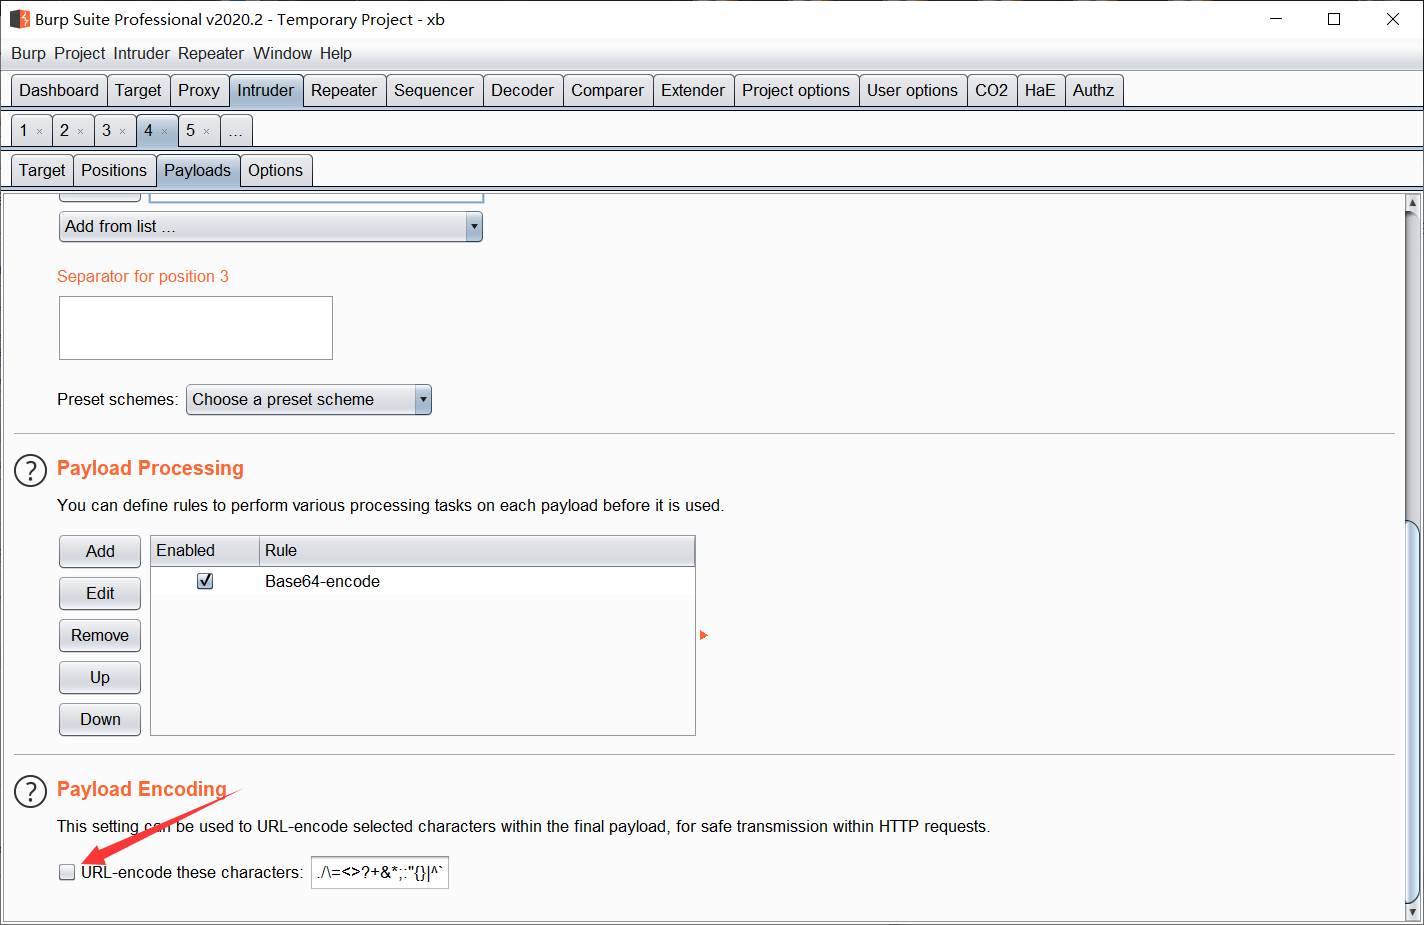 Burp Suite Professional v2020.2 - Temporary Project - xb
Burp Project Intruder Repeater Window Help
Dashboard Target Proxy Intruder Repeater Sequencer Decoder Comparer Extender Project options User options CO2 HaE Authz
1 × 2 × 3 × 4 × 5 × ...
Target Positions Payloads Options
Add from list ...
Separator for position 3
Preset schemes: Choose a preset scheme
? Payload Processing
You can define rules to perform various processing tasks on each payload before it is used.
Add
Enabled Rule
Base64-encode
Edit
Remove
Up
Down
? Payload Encoding
This setting can be used to URL-encode selected characters within the final payload, for safe transmission within HTTP requests.
URL-encode these characters: ./\=<>?+&*;:"{}|^`